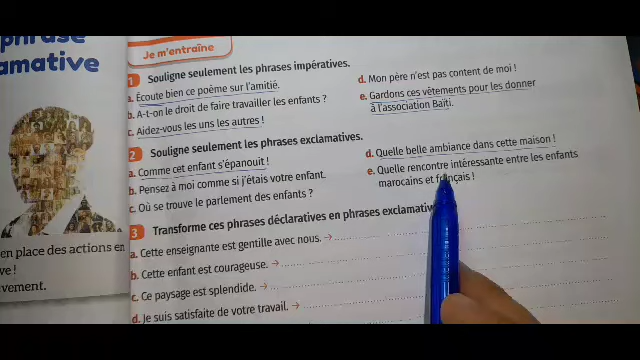 phrase
amative
en place des actions en
ve !
vement.
Je m'entraîne
1 Souligne seulement les phrases impératives.
a. Écoute bien ce poème sur l'amitié.
b. A-t-on le droit de faire travailler les enfants ?
c. Aidez-vous les uns les autres !
d. Mon père n'est pas content de moi !
e. Gardons ces vêtements pour les donner
à l'association Baïti.
2 Souligne seulement les phrases exclamatives.
a. Comme cet enfant s'épanouit !
b. Pensez à moi comme si j'étais votre enfant.
c. Où se trouve le parlement des enfants ?
d. Quelle belle ambiance dans cette maison !
e. Quelle rencontre intéressante entre les enfants
marocains et français !
3 Transforme ces phrases déclaratives en phrases exclamativ
a. Cette enseignante est gentille avec nous. →
b. Cette enfant est courageuse. →
c. Ce paysage est splendide. →
d. Je suis satisfaite de votre travail. →